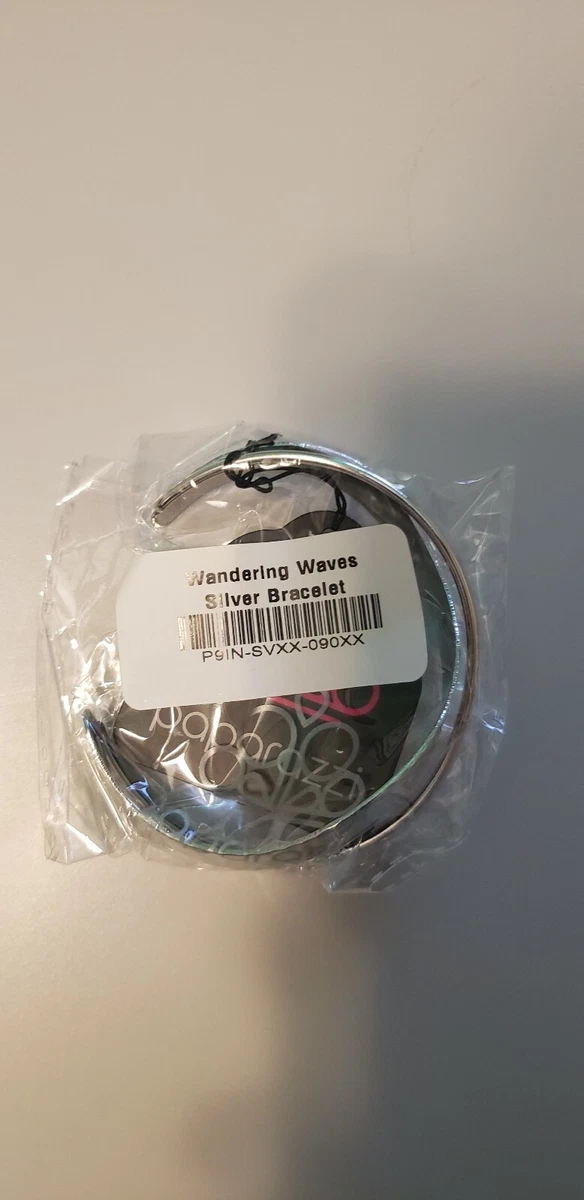 Wandering Waves
Silver Bracelet
P9IN-SVXX-090XX
paparazzi